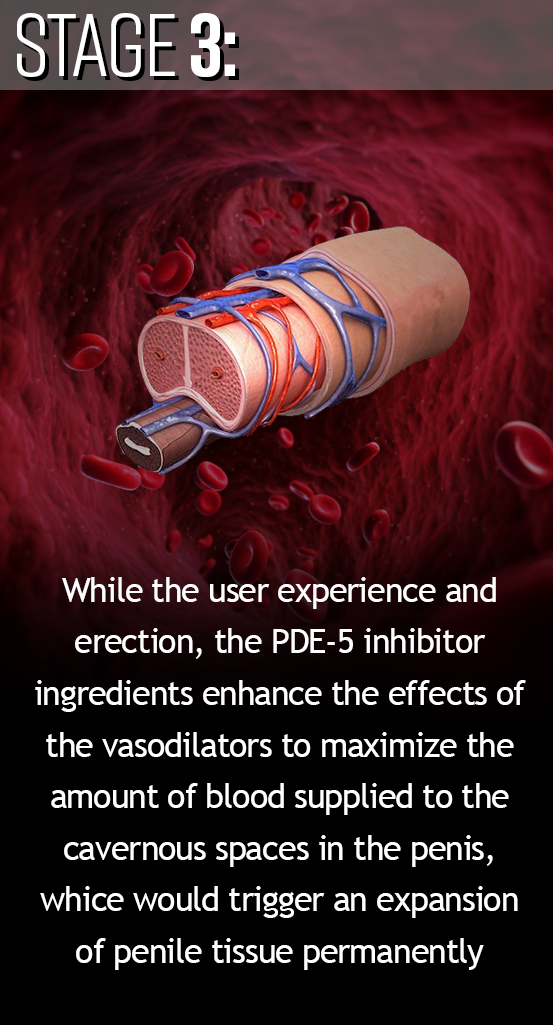 STAGE 3:
While the user experience and
erection, the PDE-5 inhibitor
ingredients enhance the effects of
the vasodilators to maximize the
amount of blood supplied to the
cavernous spaces in the penis,
whice would trigger an expansion
of penile tissue permanently